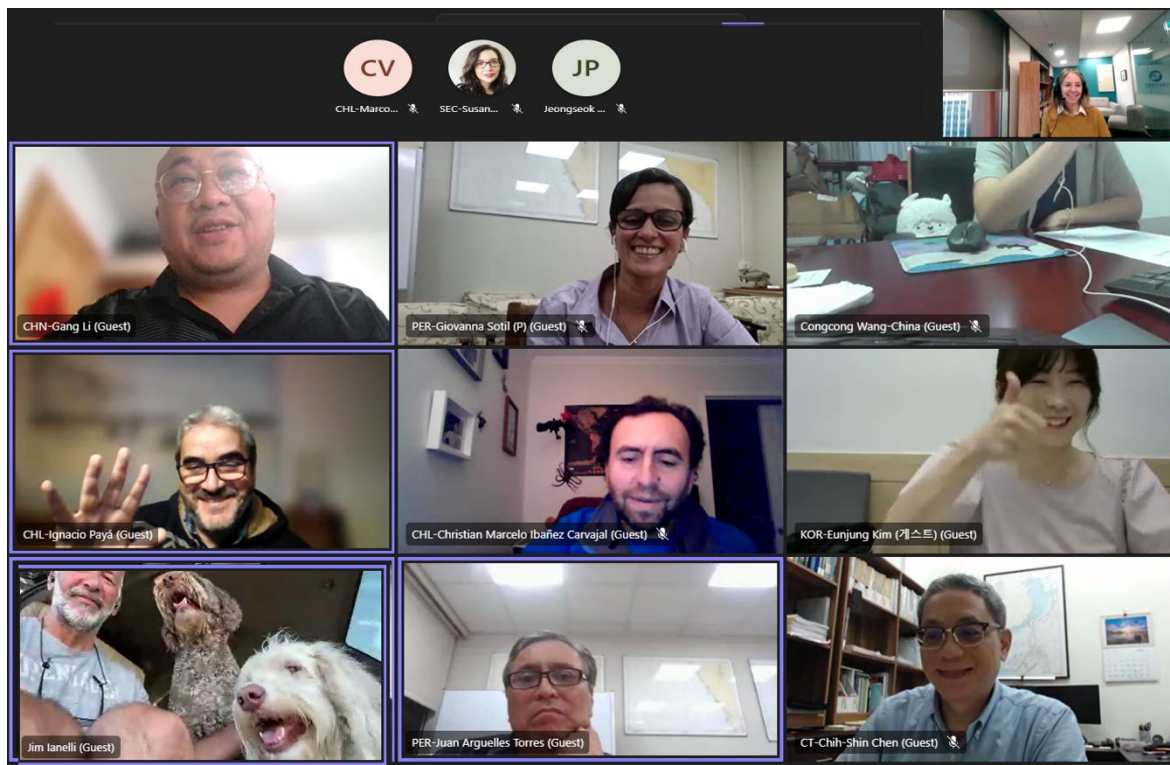 CV
JP
CHL-Marco...
SEC-Susan...
Jeongseok ...
CHN-Gang Li (Guest)
PER-Giovanna Sotil (P) (Guest)
Congcong Wang-China (Guest)
CHL-Ignacio Payá (Guest)
CHL-Christian Marcelo Ibañez Carvajal (Guest)
KOR-Eunjung Kim (게스트) (Guest)
Jim Ianelli (Guest)
PER-Juan Arguelles Torres (Guest)
CT-Chih-Shin Chen (Guest)